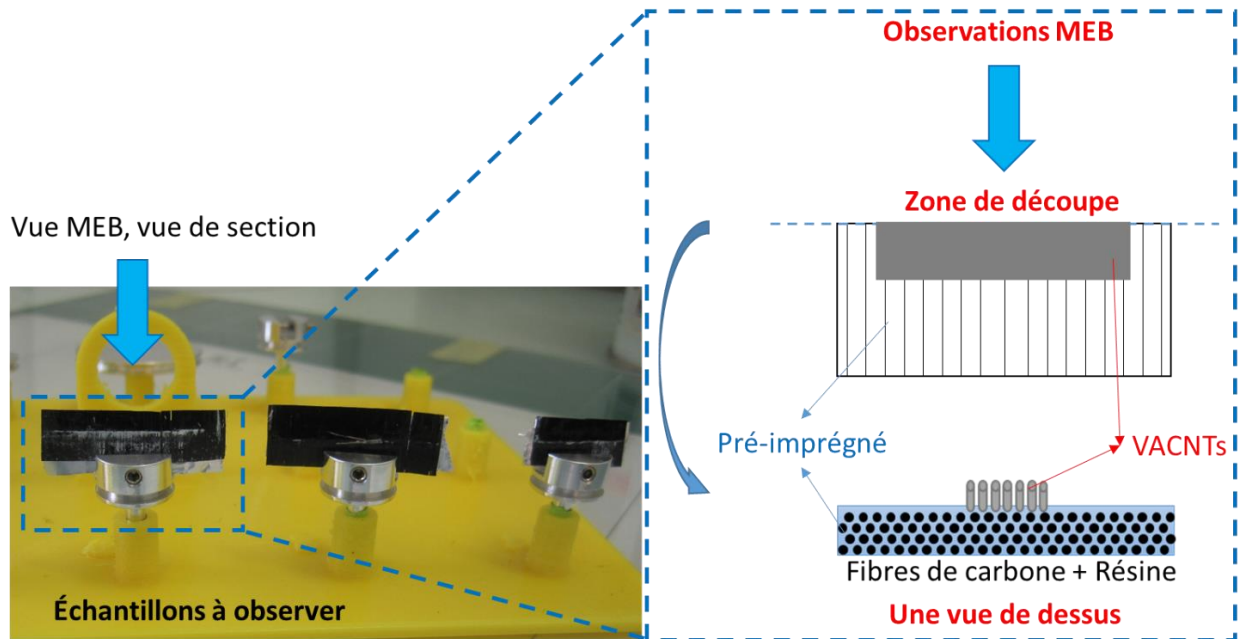 Observations MEB
Zone de découpe
Vue MEB, vue de section
Pré-imprégné
VACNTs
Fibres de carbone + Résine
Échantillons à observer
Une vue de dessus